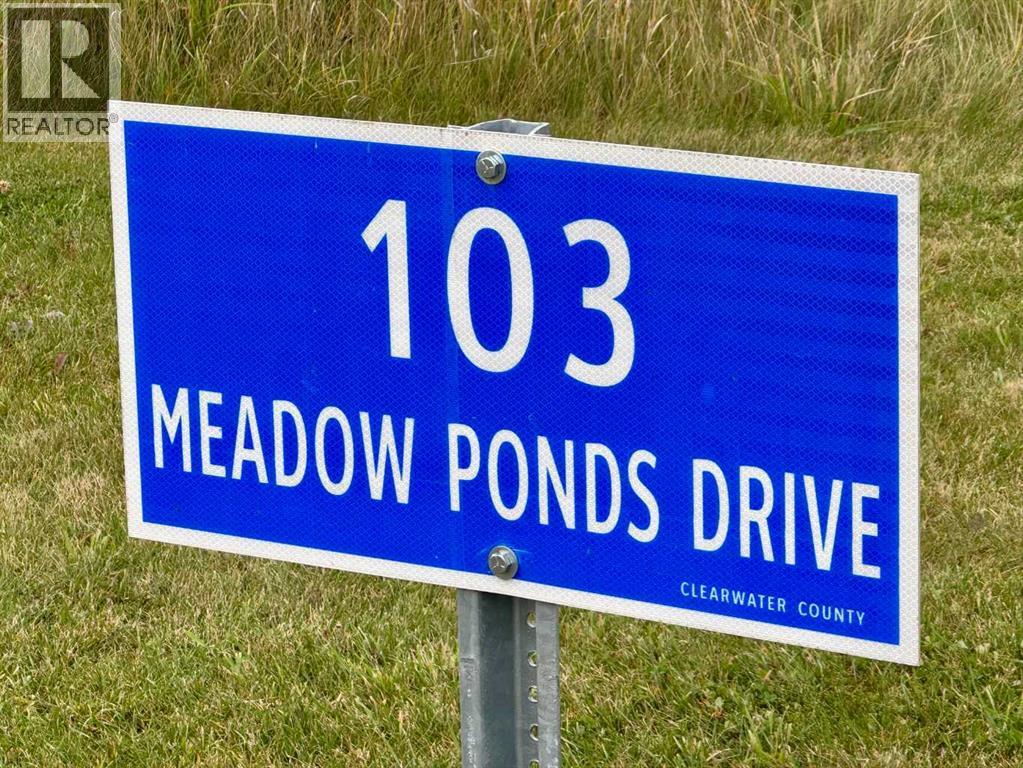 R
REALTOR®
103
MEADOW PONDS DRIVE
CLEARWATER COUNTY